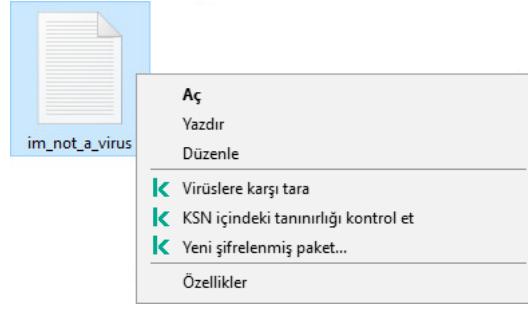 im_not_a_virus
Aç
Yazdır
Düzenle
Virüslere karşı tara
KSN içindeki tanınırlığı kontrol et
Yeni şifrelenmiş paket...
Özellikler